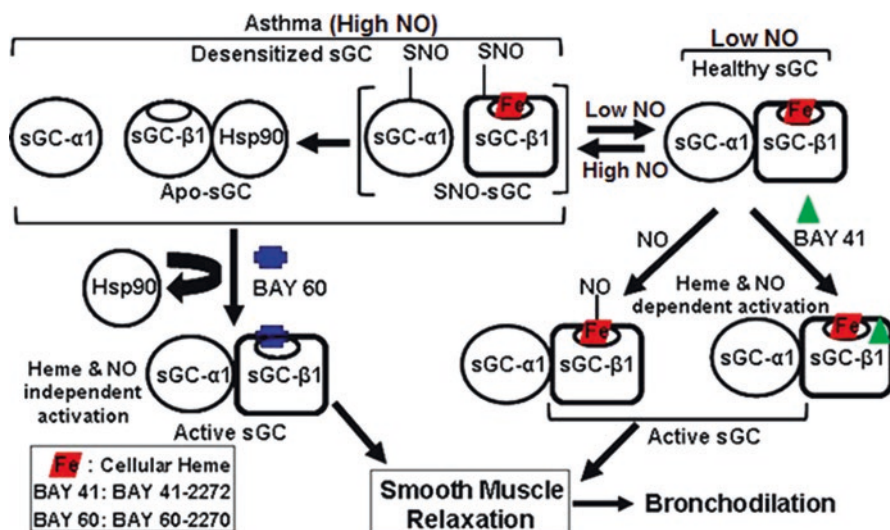 Asthma (High NO)
Desensitized sGC
SNO
SNO
Low NO
Healthy sGC
sGC-α1
sGC-β1
Hsp90
Apo-sGC
sGC-α1
Fe
sGC-β1
SNO-sGC
Low NO
High NO
sGC-α1
Fe
sGC-β1
Hsp90
BAY 60
NO
BAY 41
Heme & NO
dependent activation
Heme & NO
independent
activation
sGC-α1
sGC-β1
Active sGC
NO
sGC-α1
Fe
sGC-β1
sGC-α1
Fe
sGC-β1
Active sGC
Fe : Cellular Heme
BAY 41: BAY 41-2272
BAY 60: BAY 60-2270
Smooth Muscle
Relaxation
Bronchodilation